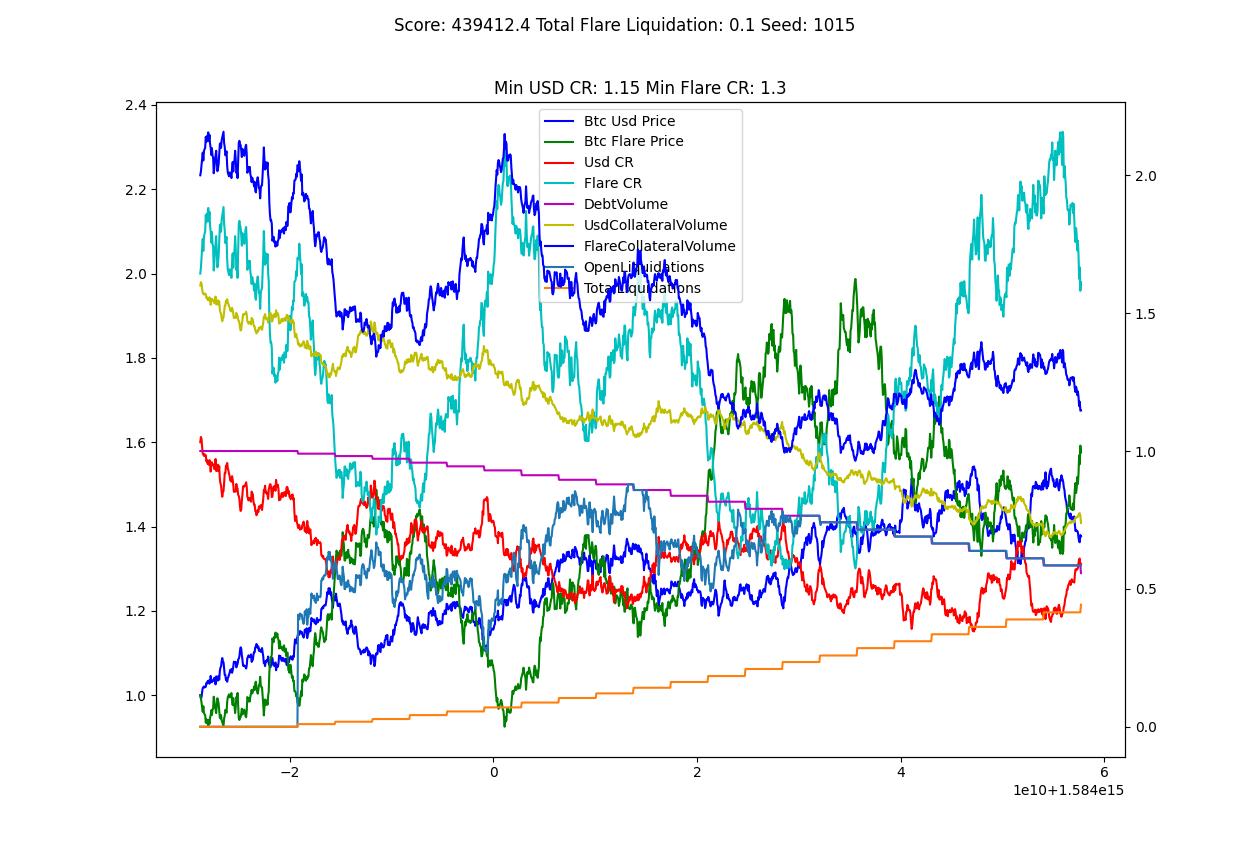 Score: 439412.4 Total Flare Liquidation: 0.1 Seed: 1015
Min USD CR: 1.15 Min Flare CR: 1.3
Btc Usd Price
Btc Flare Price
Usd CR
Flare CR
DebtVolume
UsdCollateralVolume
FlareCollateralVolume
OpenLiquidations
TotalLiquidations
2.4
2.2
2.0
1.8
1.6
1.4
1.2
1.0
2.0
1.5
1.0
0.5
0.0
−2
0
2
4
6
1e10+1.584e15